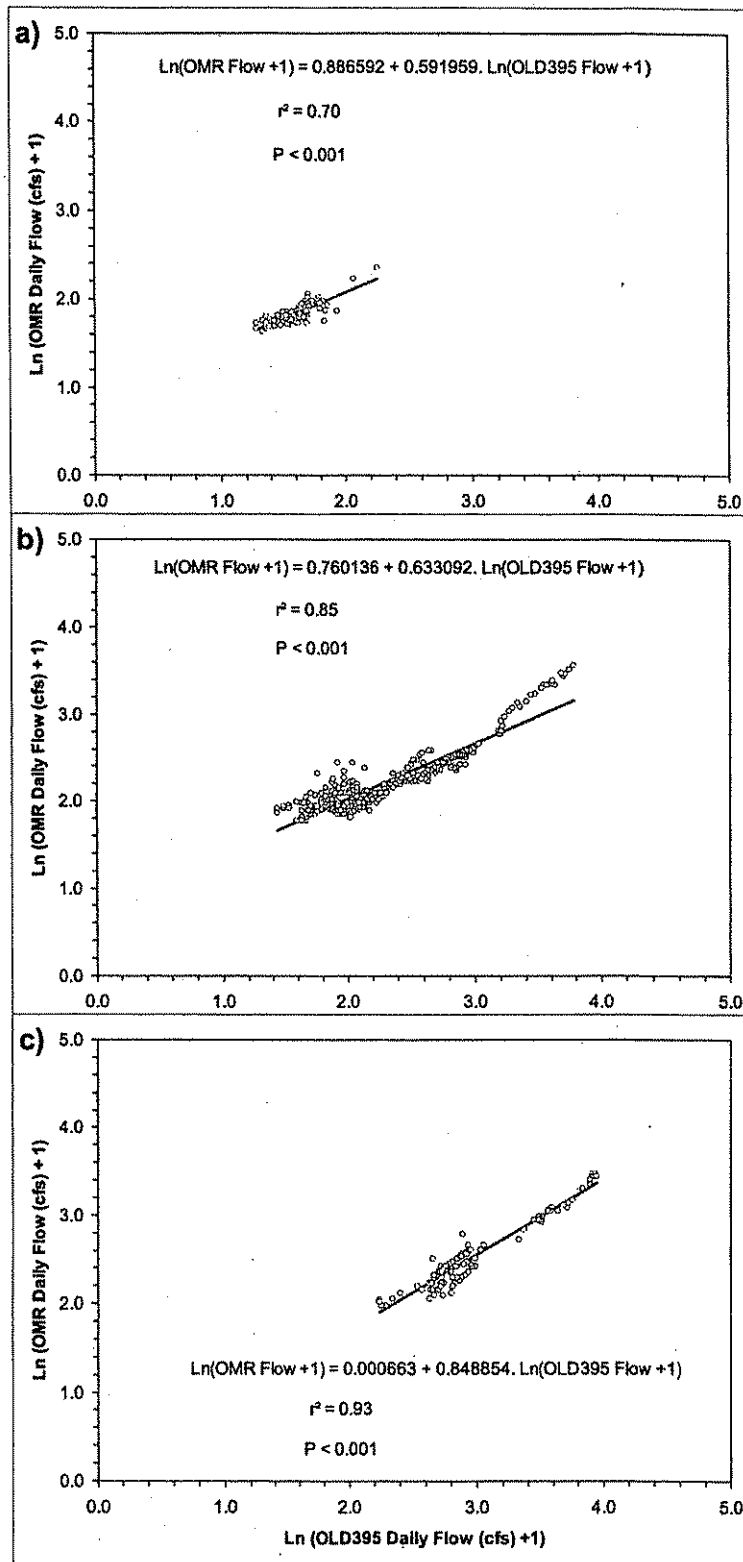 a)
Ln(OMR Flow +1) = 0.886592 + 0.591959. Ln(OLD395 Flow +1)
r² = 0.70
P < 0.001
Ln (OMR Daily Flow (cfs) + 1)
5.0
4.0
3.0
2.0
1.0
0.0
0.0 1.0 2.0 3.0 4.0 5.0
b)
Ln(OMR Flow +1) = 0.760136 + 0.633092. Ln(OLD395 Flow +1)
r² = 0.85
P < 0.001
Ln (OMR Daily Flow (cfs) + 1)
5.0
4.0
3.0
2.0
1.0
0.0
0.0 1.0 2.0 3.0 4.0 5.0
c)
Ln (OMR Daily Flow (cfs) + 1)
5.0
4.0
3.0
2.0
1.0
0.0
Ln(OMR Flow +1) = 0.000663 + 0.848854. Ln(OLD395 Flow +1)
r² = 0.93
P < 0.001
0.0 1.0 2.0 3.0 4.0 5.0
Ln (OLD395 Daily Flow (cfs) +1)